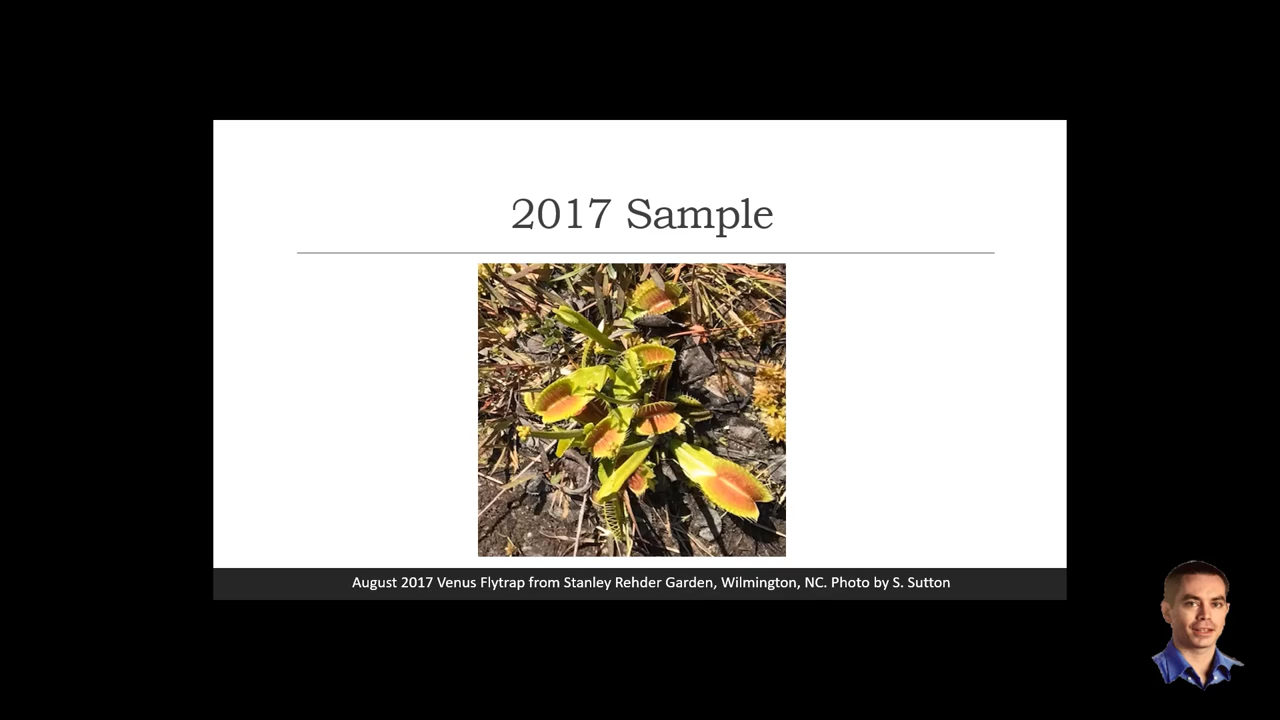 2017 Sample
August 2017 Venus Flytrap from Stanley Rehder Garden, Wilmington, NC. Photo by S. Sutton